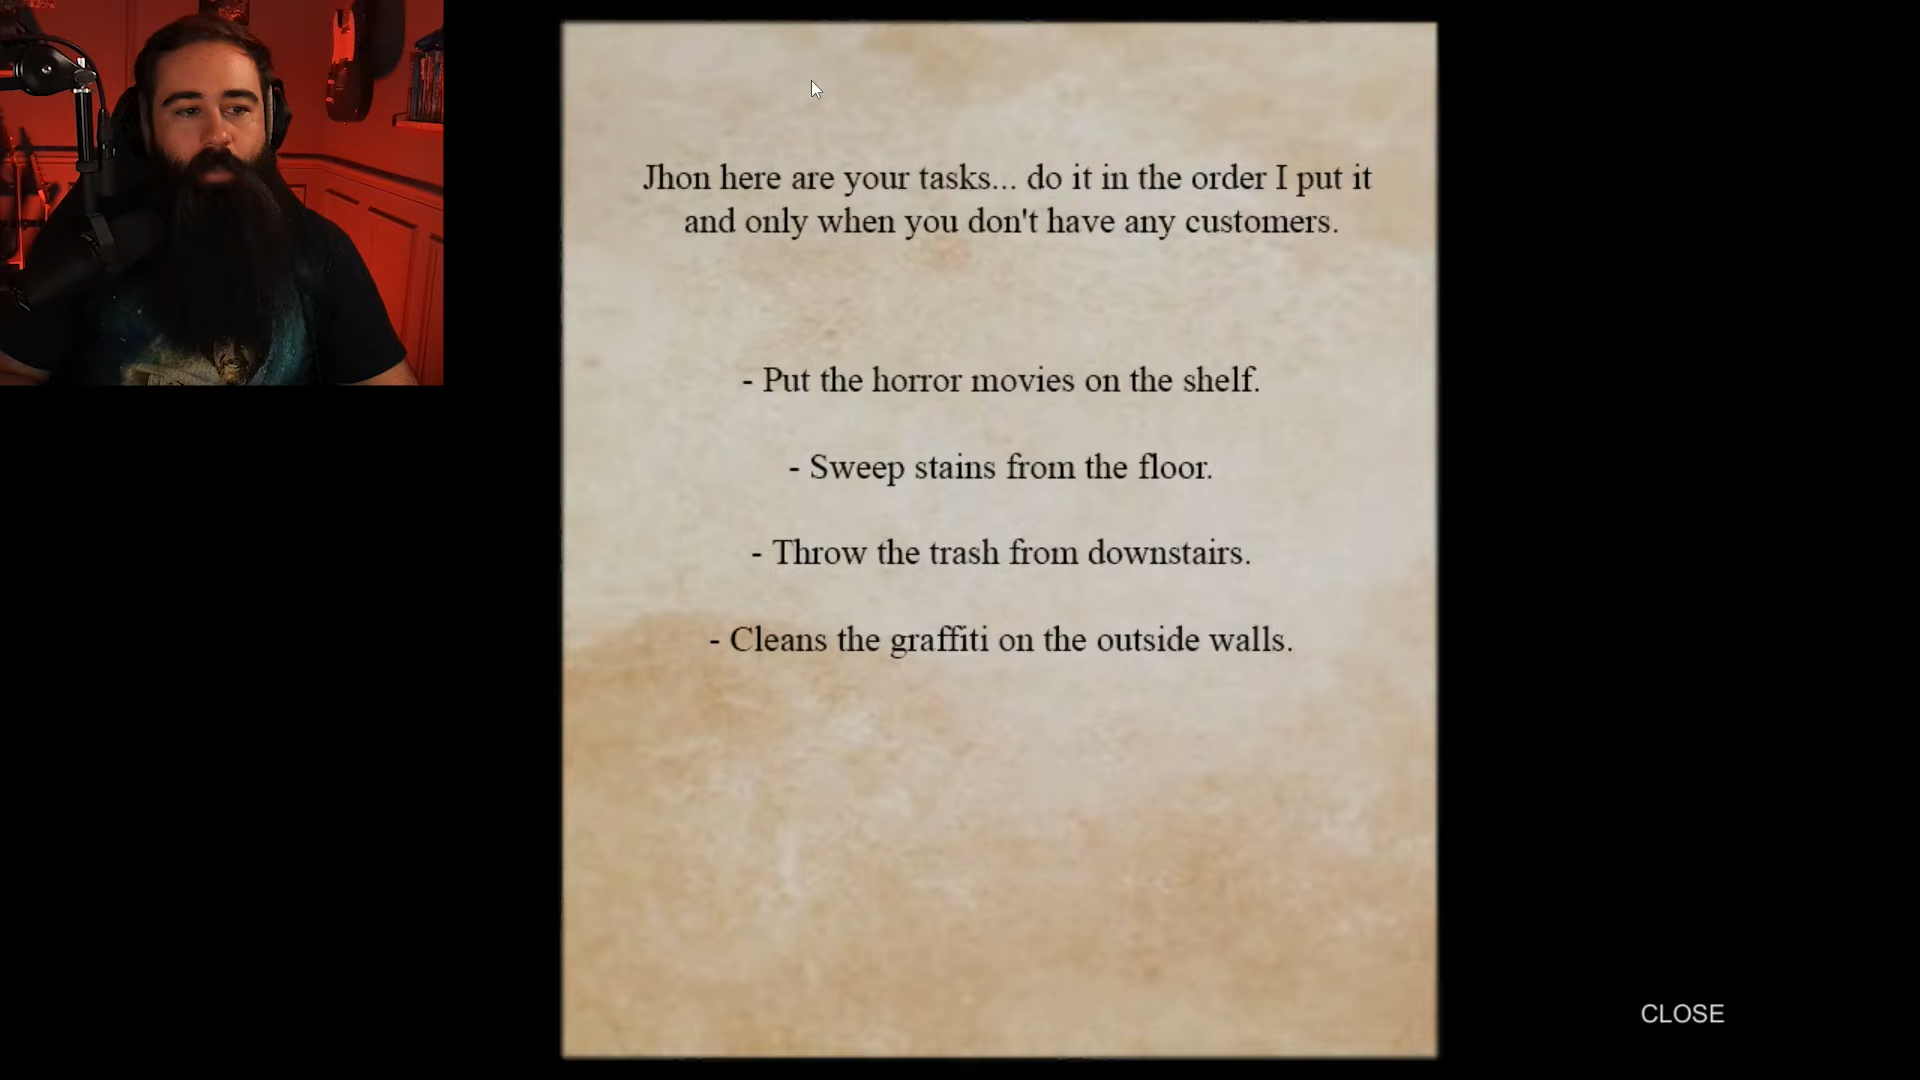 Jhon here are your tasks... do it in the order I put it
and only when you don't have any customers.
- Put the horror movies on the shelf.
- Sweep stains from the floor.
- Throw the trash from downstairs.
- Cleans the graffiti on the outside walls.
CLOSE